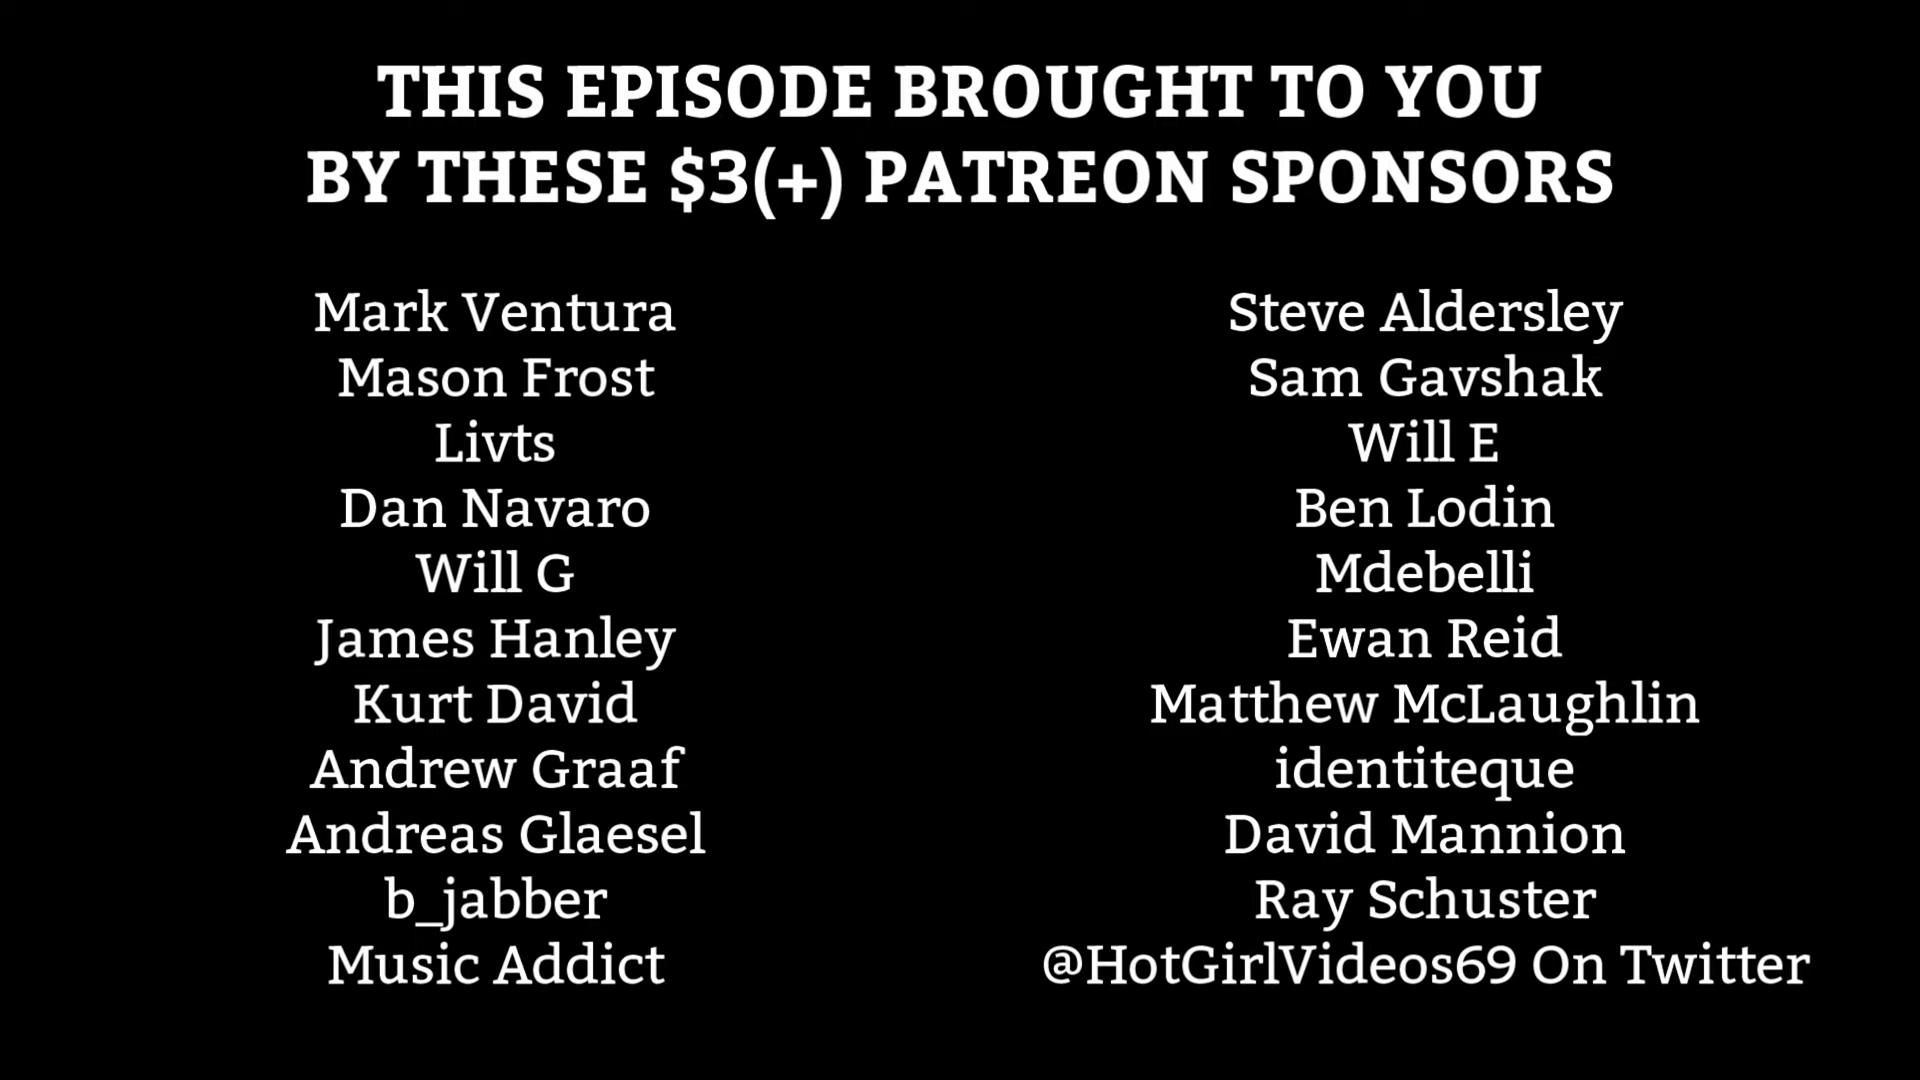 THIS EPISODE BROUGHT TO YOU
BY THESE $3(+) PATREON SPONSORS
Mark Ventura
Mason Frost
Livts
Dan Navaro
Will G
James Hanley
Kurt David
Andrew Graaf
Andreas Glaesel
b_jabber
Music Addict
Steve Aldersley
Sam Gavshak
Will E
Ben Lodin
Mdebelli
Ewan Reid
Matthew McLaughlin
identiteque
David Mannion
Ray Schuster
@HotGirlVideos69 On Twitter